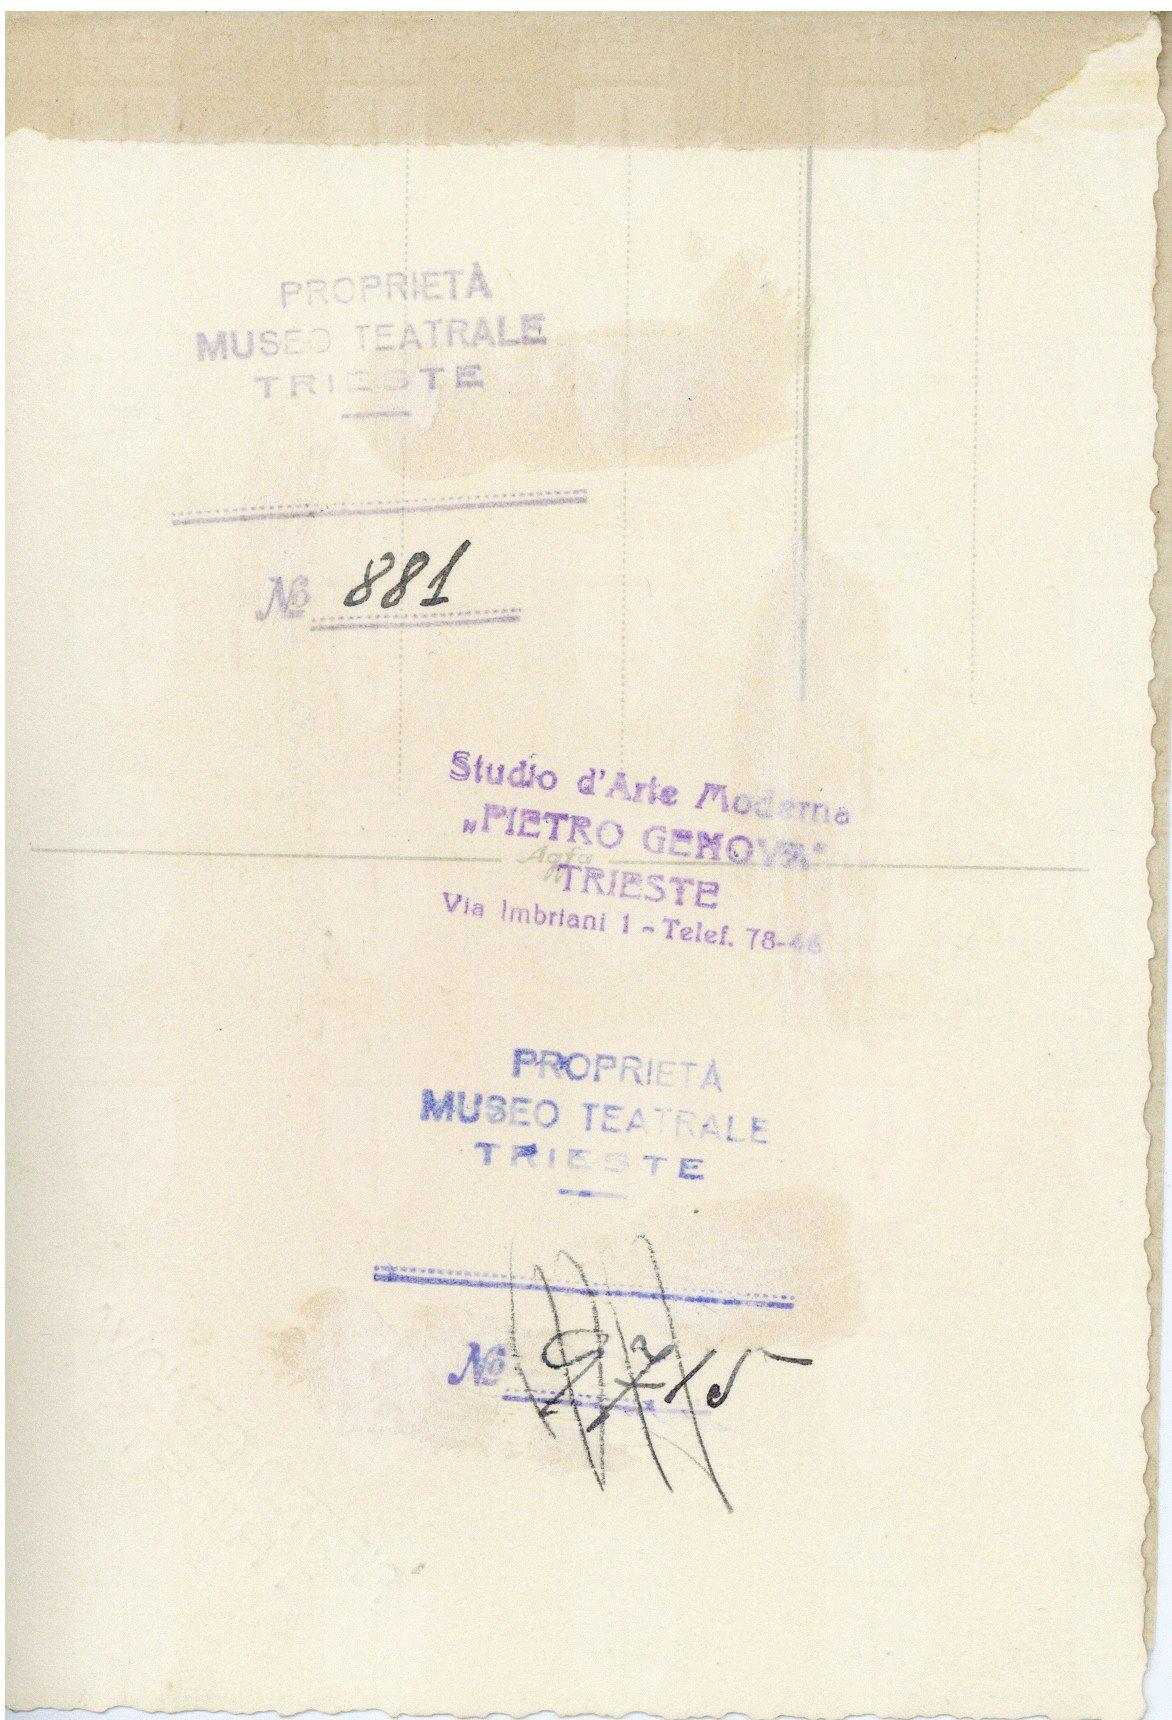 PROPRIETÀ
MUSEO TEATRALE
TRIESTE
№ 881
Studio d'Arte Moderna
„PIETRO GENOVA"
Agfa
TRIESTE
Via Imbriani 1 - Telef. 78-
PROPRIETÀ
MUSEO TEATRALE
TRIESTE
№